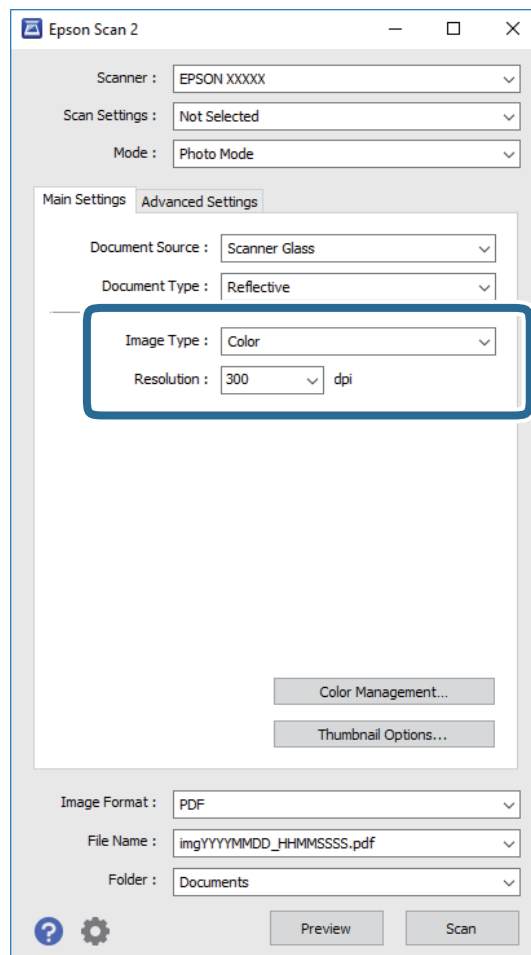 Epson Scan 2
Scanner : EPSON XXXXX
Scan Settings : Not Selected
Mode : Photo Mode
Main Settings Advanced Settings
Document Source : Scanner Glass
Document Type : Reflective
Image Type : Color
Resolution : 300 dpi
Color Management...
Thumbnail Options...
Image Format : PDF
File Name : imgYYYYMMDD_HHMMSSSS.pdf
Folder : Documents
? Preview Scan